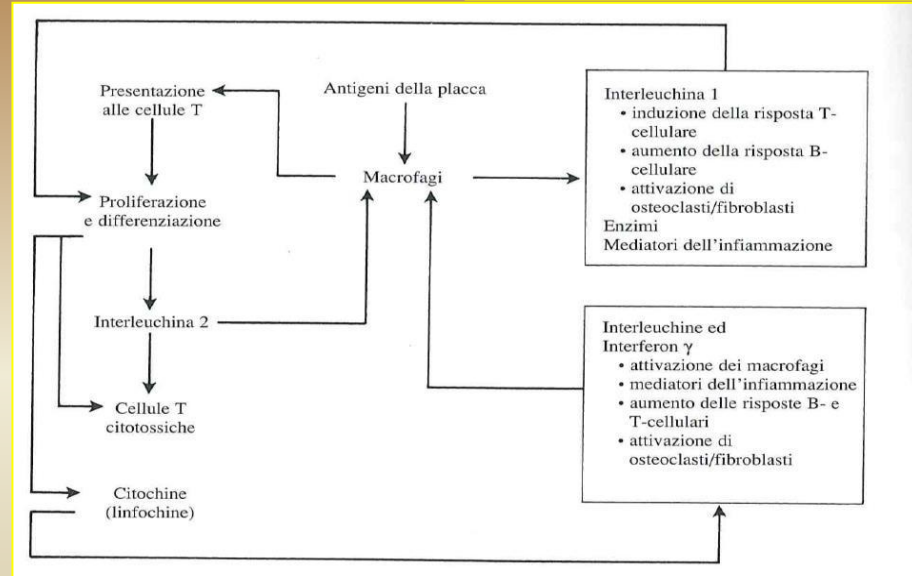 Presentazione
alle cellule T
Antigeni della placca
Macrofagi
Proliferazione
e differenziazione
Interleuchina 2
Cellule T
citotossiche
Citochine
(linfochine)
Interleuchina 1
• induzione della risposta T-
cellulare
• aumento della risposta B-
cellulare
• attivazione di
osteoclasti/fibroblasti
Enzimi
Mediatori dell'infiammazione
Interleuchine ed
Interferon γ
• attivazione dei macrofagi
• mediatori dell'infiammazione
• aumento delle risposte B- e
T-cellulari
• attivazione di
osteoclasti/fibroblasti